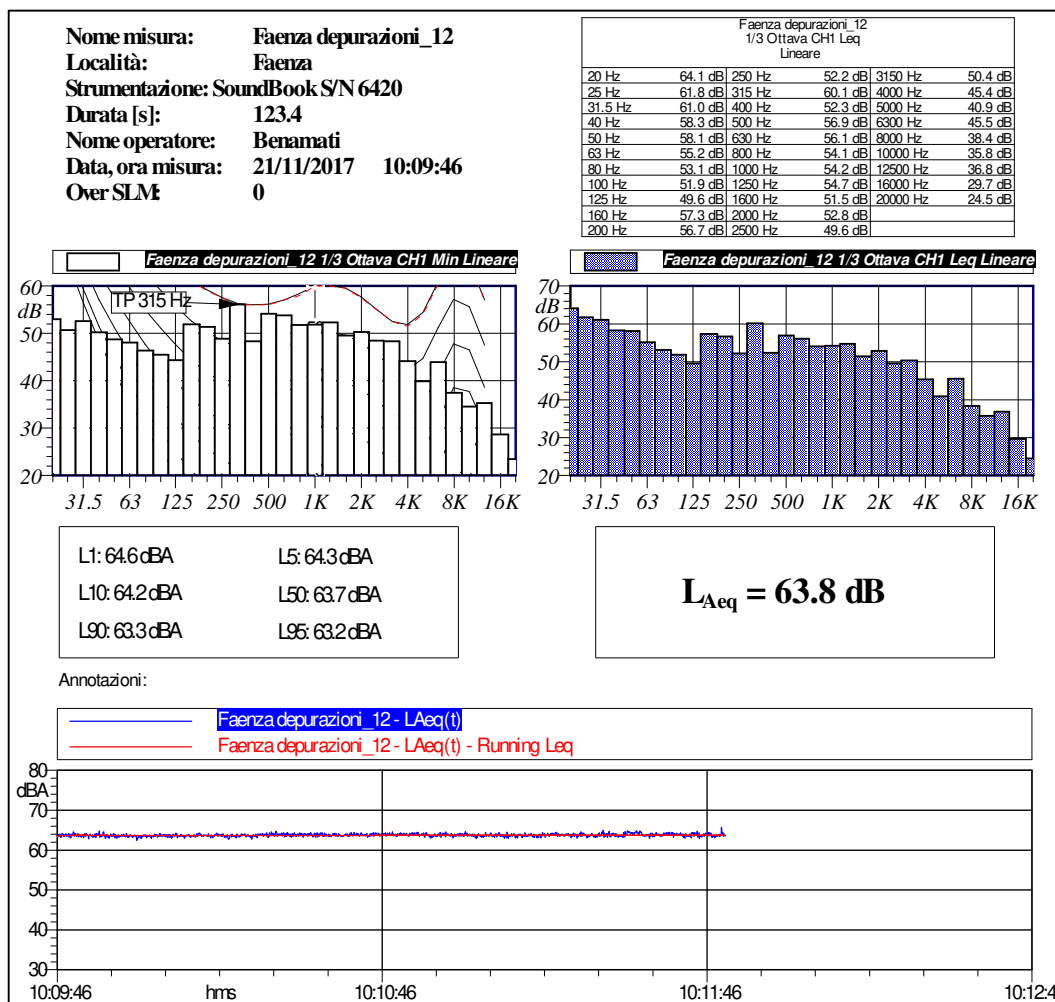 Nome misura: Faenza depurazioni_12
Località: Faenza
Strumentazione: SoundBook S/N 6420
Durata [s]: 123.4
Nome operatore: Benamati
Data, ora misura: 21/11/2017 10:09:46
Over SLM: 0
Faenza depurazioni_12
1/3 Ottava CH1 Leq
Lineare
20 Hz 64.1 dB 250 Hz 52.2 dB 3150 Hz 50.4 dB
25 Hz 61.8 dB 315 Hz 60.1 dB 4000 Hz 45.4 dB
31.5 Hz 61.0 dB 400 Hz 52.3 dB 5000 Hz 40.9 dB
40 Hz 58.3 dB 500 Hz 56.9 dB 6300 Hz 45.5 dB
50 Hz 58.1 dB 630 Hz 56.1 dB 8000 Hz 38.4 dB
63 Hz 55.2 dB 800 Hz 54.1 dB 10000 Hz 35.8 dB
80 Hz 53.1 dB 1000 Hz 54.2 dB 12500 Hz 36.8 dB
100 Hz 51.9 dB 1250 Hz 54.7 dB 16000 Hz 29.7 dB
125 Hz 49.6 dB 1600 Hz 51.5 dB 20000 Hz 24.5 dB
160 Hz 57.3 dB 2000 Hz 52.8 dB
200 Hz 56.7 dB 2500 Hz 49.6 dB
Faenza depurazioni_12 1/3 Ottava CH1 Min Lineare
60
dB
50
40
30
20
TP 315 Hz
31.5 63 125 250 500 1K 2K 4K 8K 16K
Faenza depurazioni_12 1/3 Ottava CH1 Leq Lineare
70
dB
60
50
40
30
20
31.5 63 125 250 500 1K 2K 4K 8K 16K
L1: 64.6 dBA L5: 64.3 dBA
L10: 64.2 dBA L50: 63.7 dBA
L90: 63.3 dBA L95: 63.2 dBA
LAeq = 63.8 dB
Annotazioni:
Faenza depurazioni_12 - LAeq(t)
Faenza depurazioni_12 - LAeq(t) - Running Leq
80
dBA
70
60
50
40
30
10:09:46 hms 10:10:46 10:11:46 10:12:4